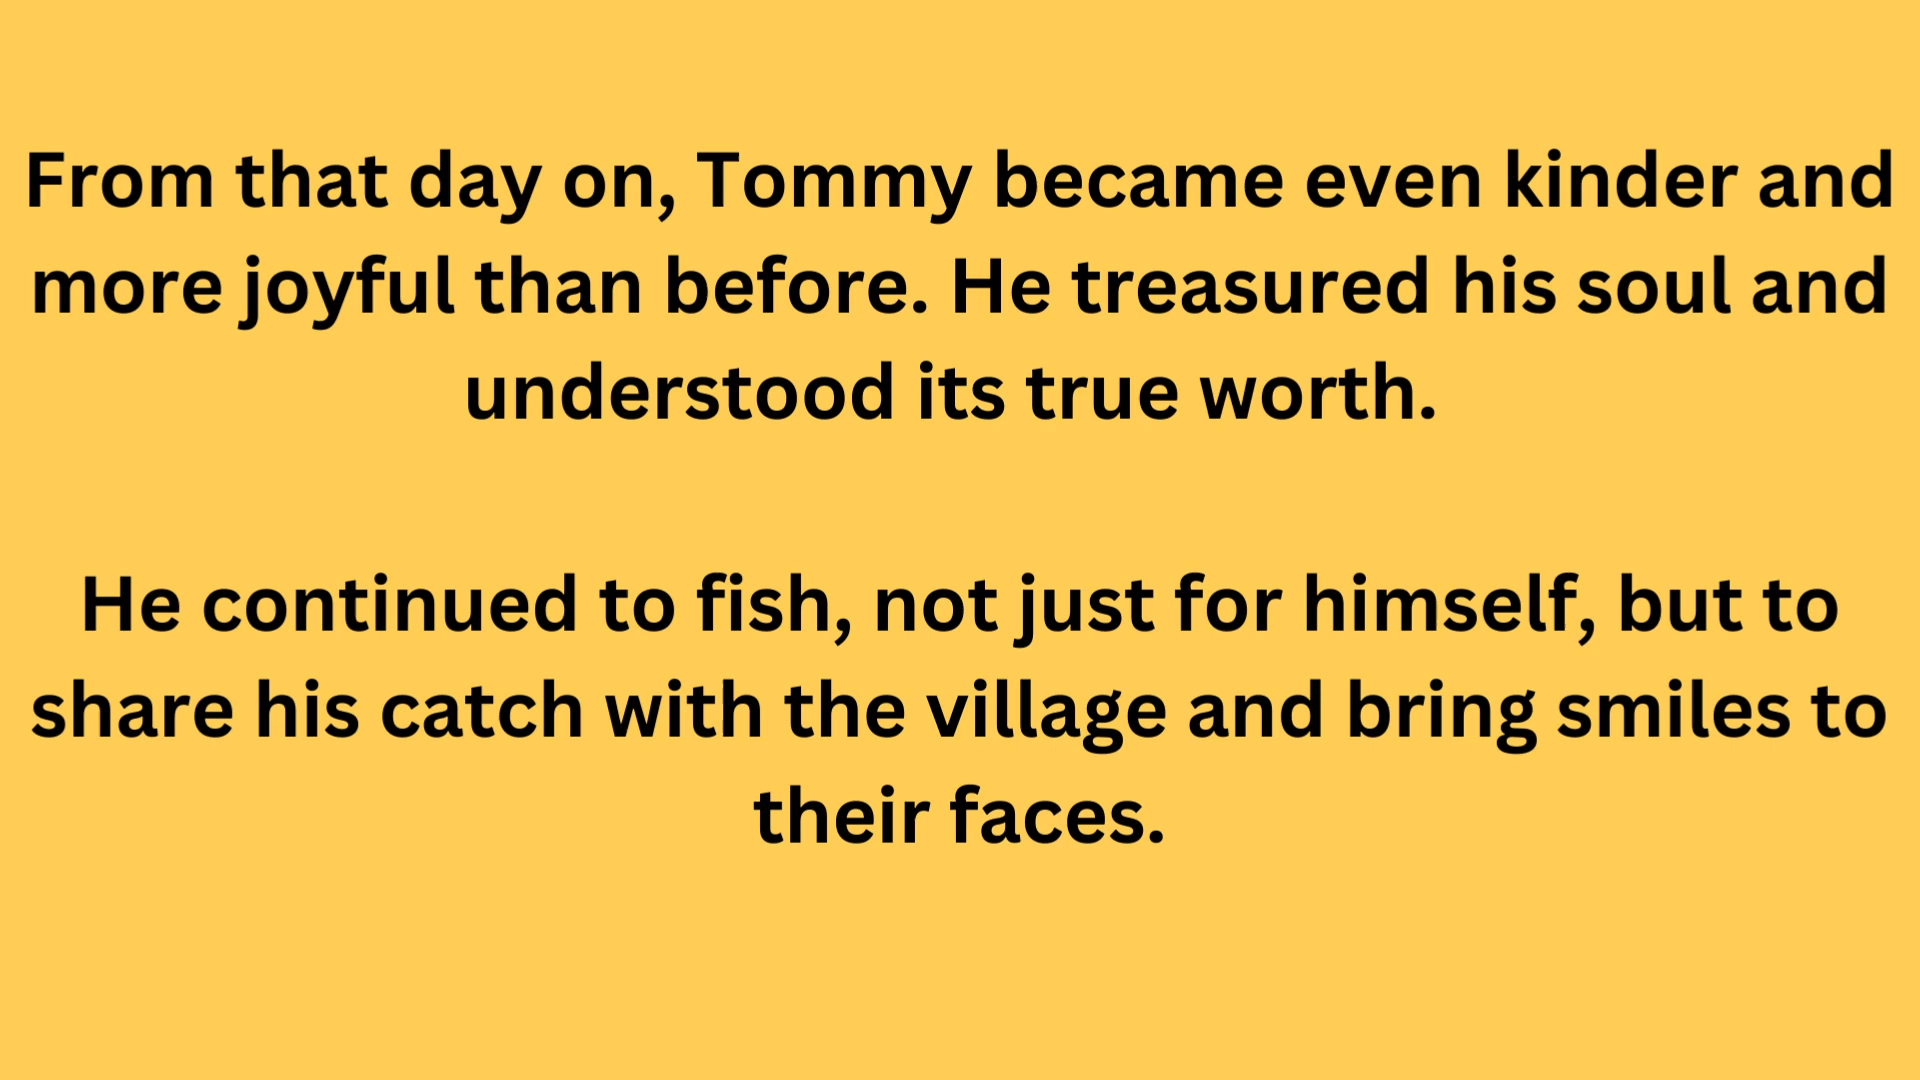 From that day on, Tommy became even kinder and
more joyful than before. He treasured his soul and
understood its true worth.
He continued to fish, not just for himself, but to
share his catch with the village and bring smiles to
their faces.